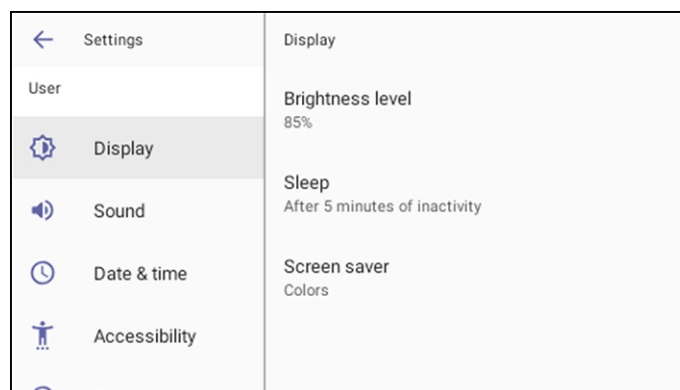 Settings
User
Display
Sound
Date & time
Accessibility
Display
Brightness level
85%
Sleep
After 5 minutes of inactivity
Screen saver
Colors